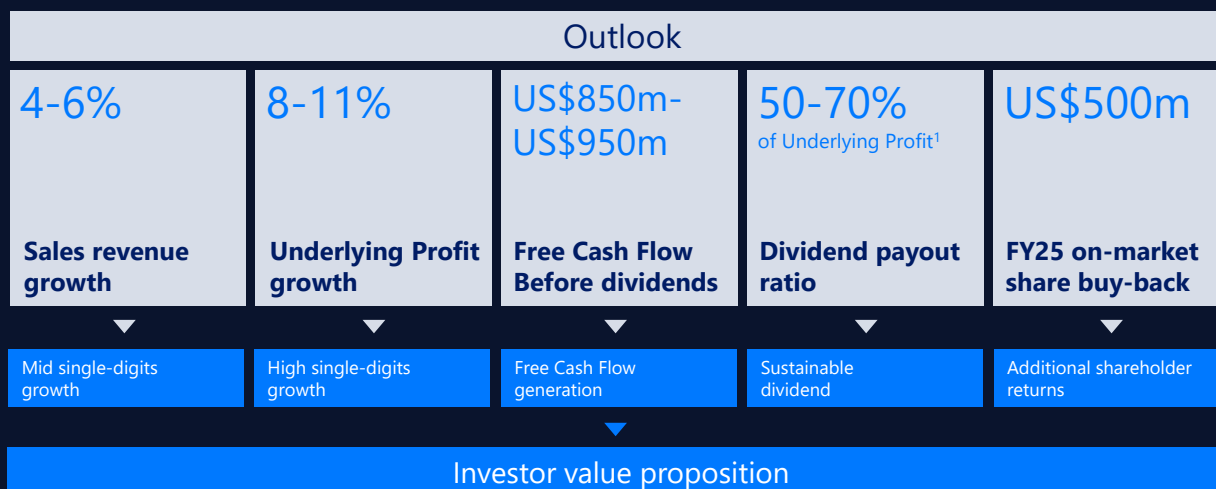 Outlook
4-6%
Sales revenue
growth
8-11%
Underlying Profit
growth
US$850m-
US$950m
Free Cash Flow
Before dividends
50-70%
of Underlying Profit¹
Dividend payout
ratio
US$500m
FY25 on-market
share buy-back
Mid single-digits
growth
High single-digits
growth
Free Cash Flow
generation
Sustainable
dividend
Additional shareholder
returns
Investor value proposition